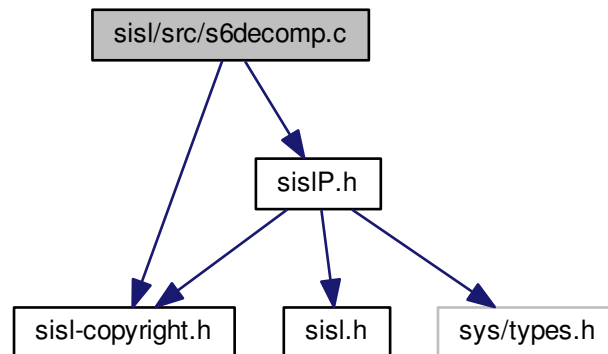 sisl/src/s6decomp.c
sislP.h
sisl-copyright.h
sisl.h
sys/types.h